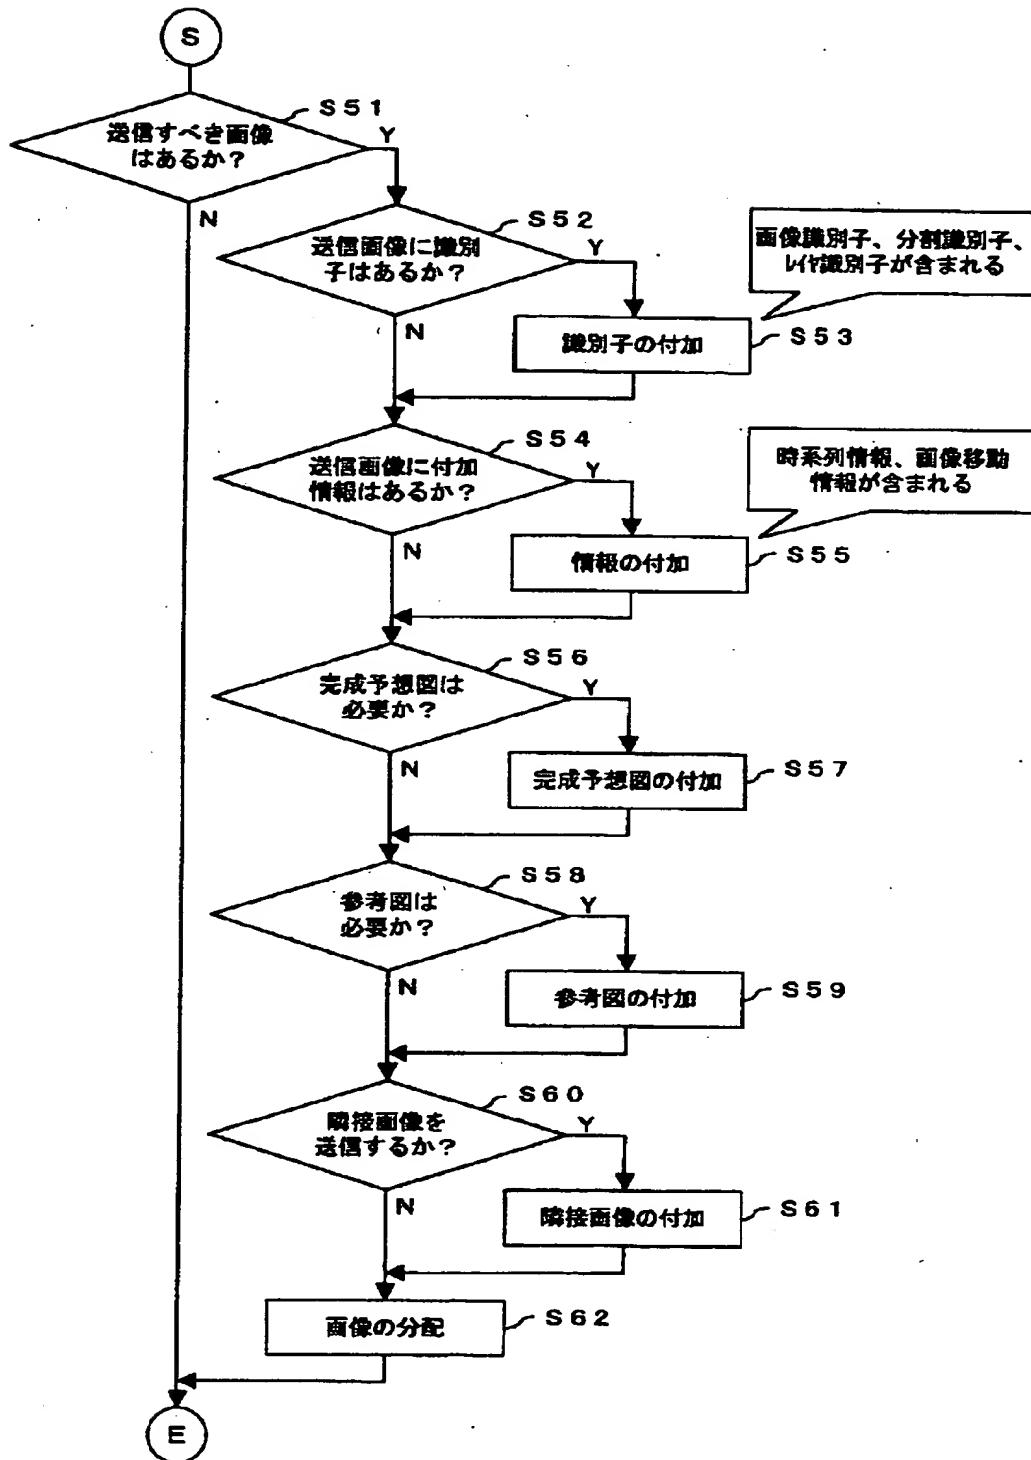 S
S51
送信すべき画像
はあるか？
Y
N
S52
送信画像に識別
子はあるか？
Y
N
画像識別子、分割識別子、
ﾚｲﾔ識別子が含まれる
識別子の付加
S53
S54
送信画像に付加
情報はあるか？
Y
N
時系列情報、画像移動
情報が含まれる
情報の付加
S55
S56
完成予想図は
必要か？
Y
N
完成予想図の付加
S57
S58
参考図は
必要か？
Y
N
参考図の付加
S59
S60
隣接画像を
送信するか？
Y
N
隣接画像の付加
S61
画像の分配
S62
E